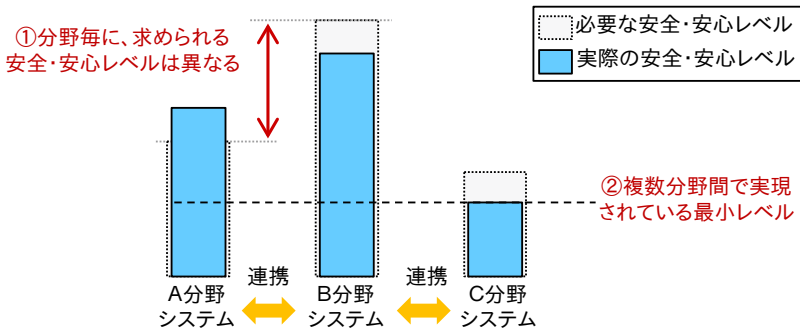 ①分野毎に、求められる
安全・安心レベルは異なる
必要な安全・安心レベル
実際の安全・安心レベル
②複数分野間で実現
されている最小レベル
連携
連携
A分野
システム
B分野
システム
C分野
システム